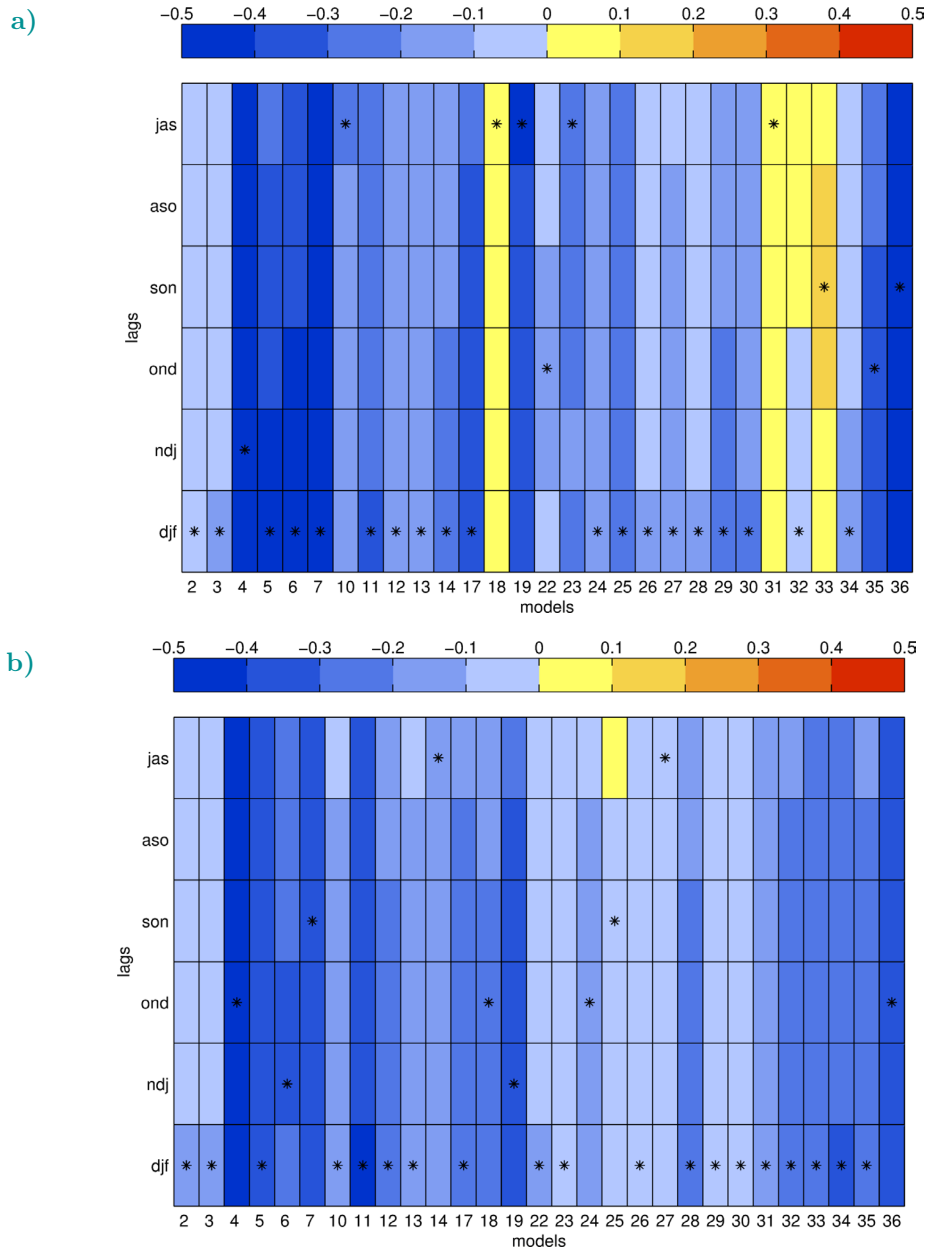 a)
−0.5 −0.4 −0.3 −0.2 −0.1 0 0.1 0.2 0.3 0.4 0.5
jas
aso
son
lags
ond
ndj
djf
2 3 4 5 6 7 10 11 12 13 14 17 18 19 22 23 24 25 26 27 28 29 30 31 32 33 34 35 36
models
b)
−0.5 −0.4 −0.3 −0.2 −0.1 0 0.1 0.2 0.3 0.4 0.5
jas
aso
son
lags
ond
ndj
djf
2 3 4 5 6 7 10 11 12 13 14 17 18 19 22 23 24 25 26 27 28 29 30 31 32 33 34 35 36
models